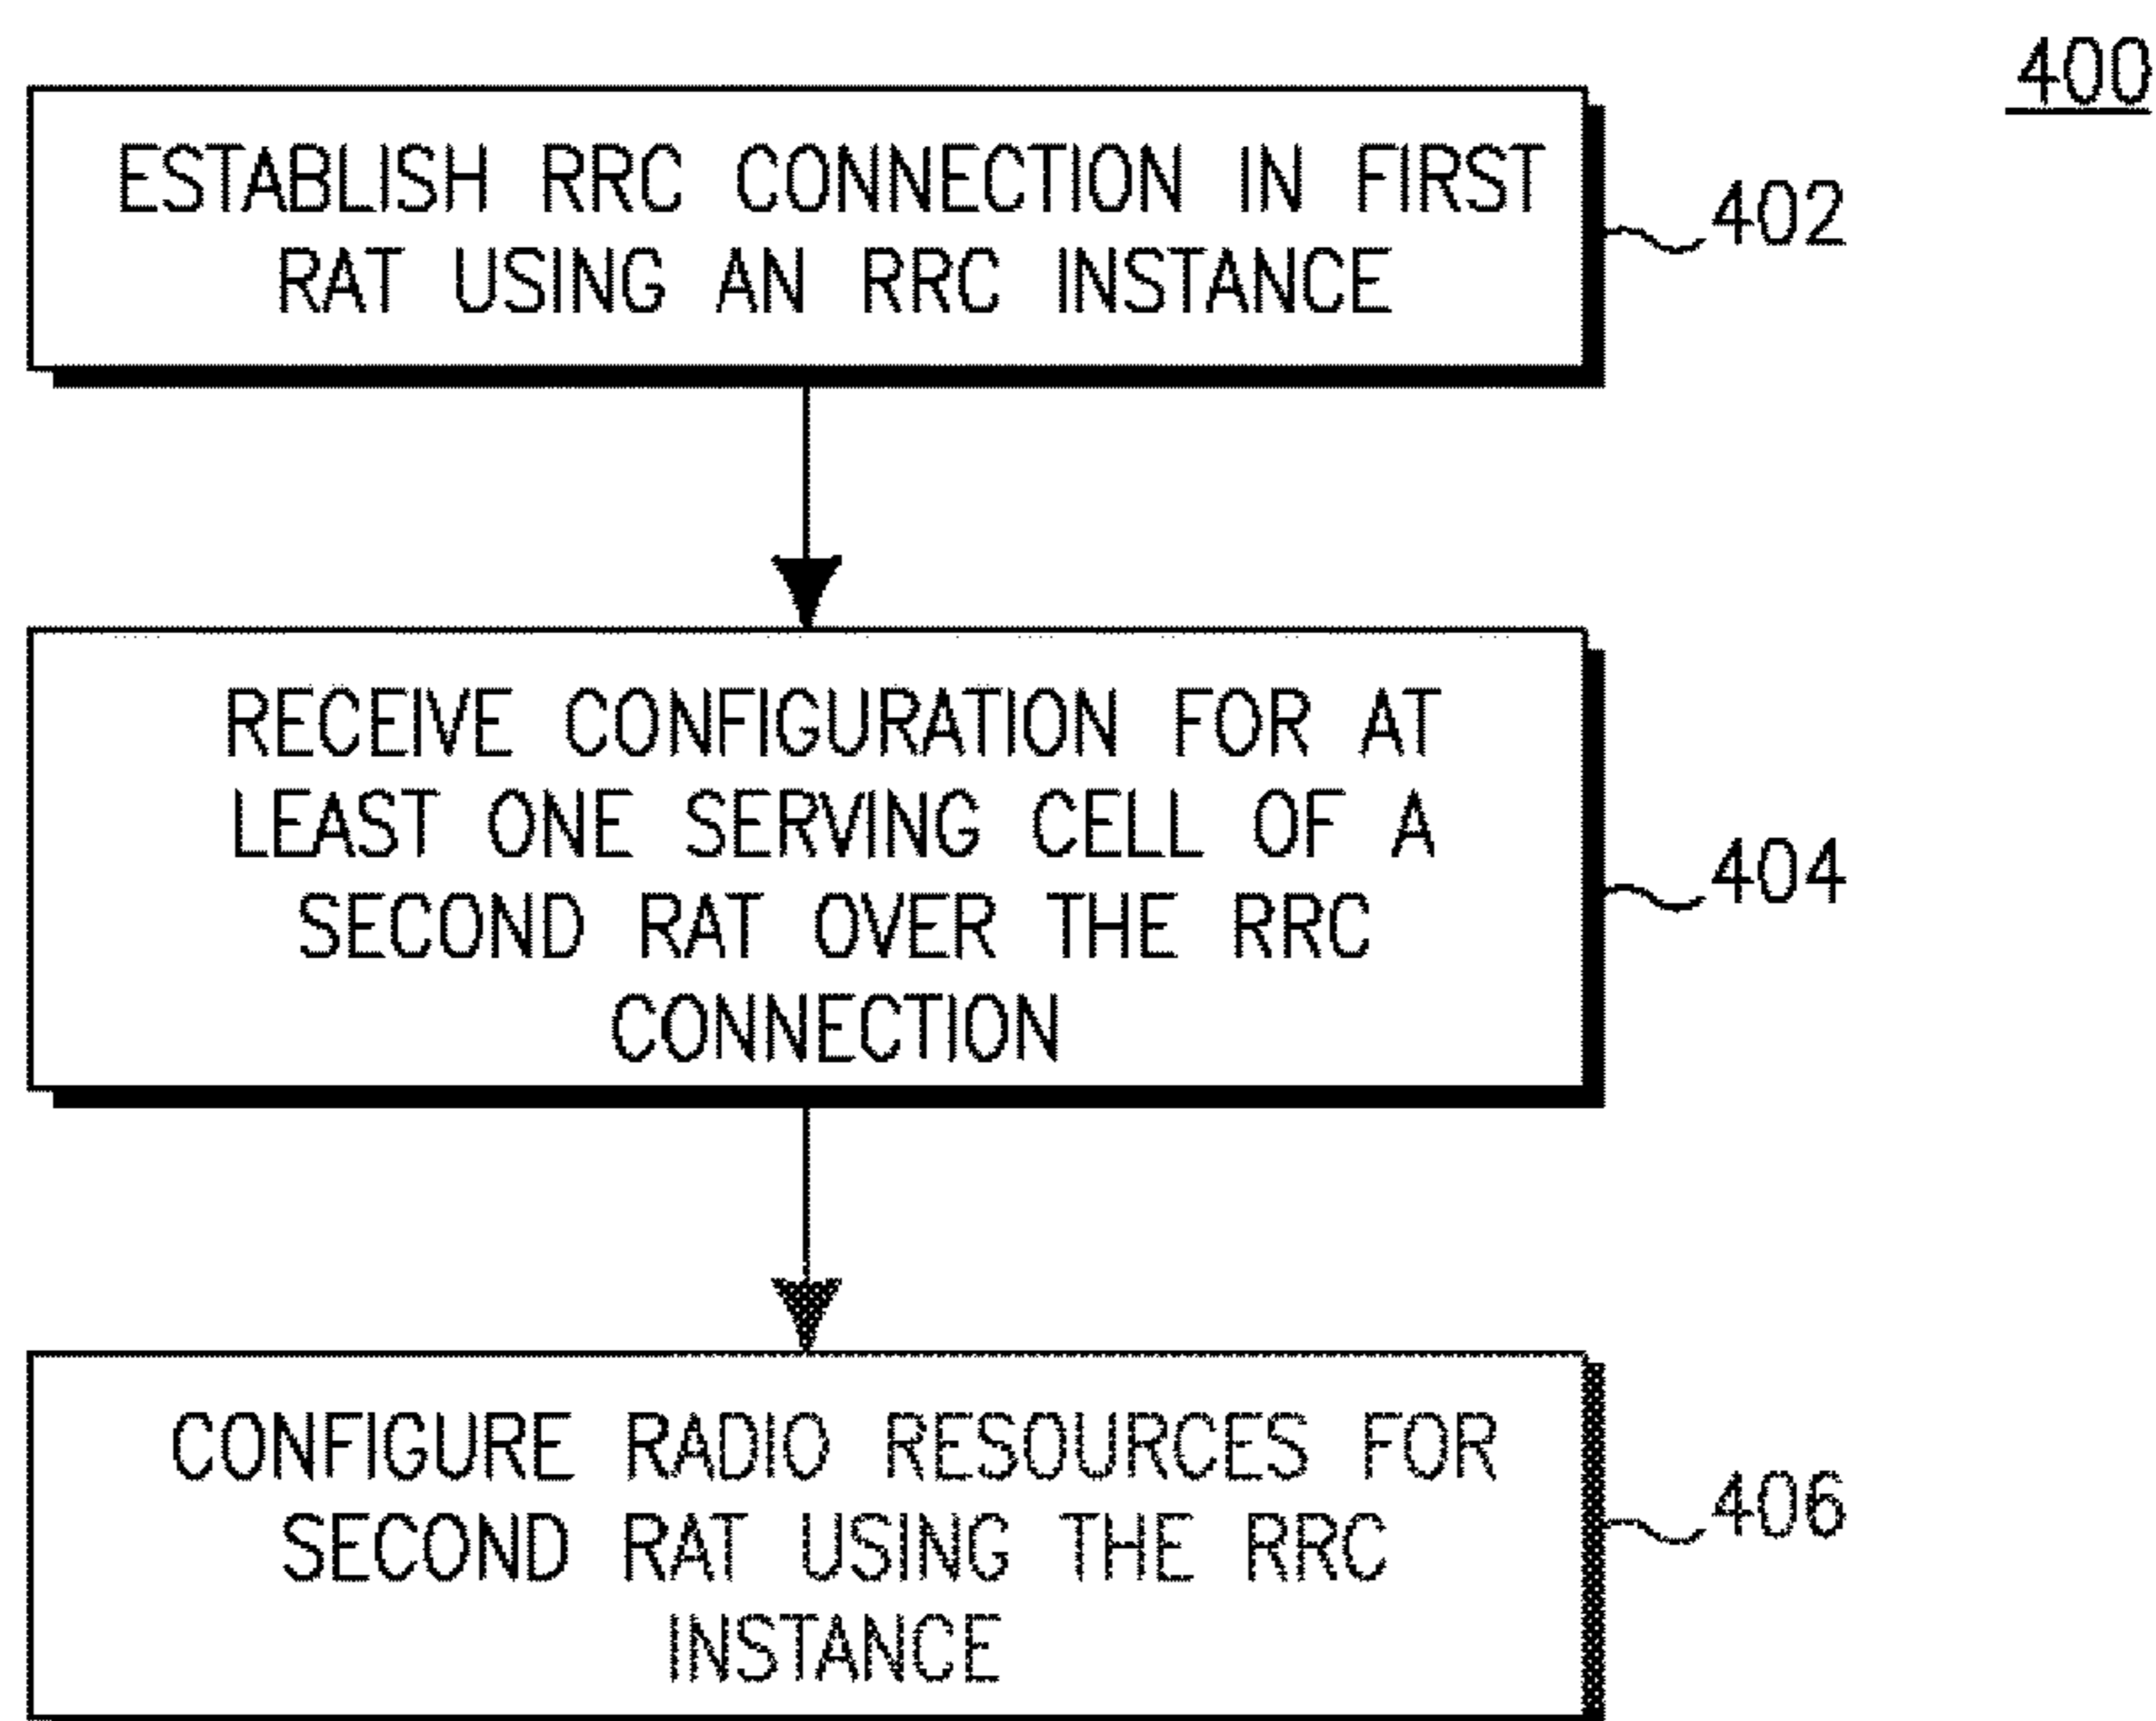 400
ESTABLISH RRC CONNECTION IN FIRST
RAT USING AN RRC INSTANCE
402
RECEIVE CONFIGURATION FOR AT
LEAST ONE SERVING CELL OF A
SECOND RAT OVER THE RRC
CONNECTION
404
CONFIGURE RADIO RESOURCES FOR
SECOND RAT USING THE RRC
INSTANCE
406